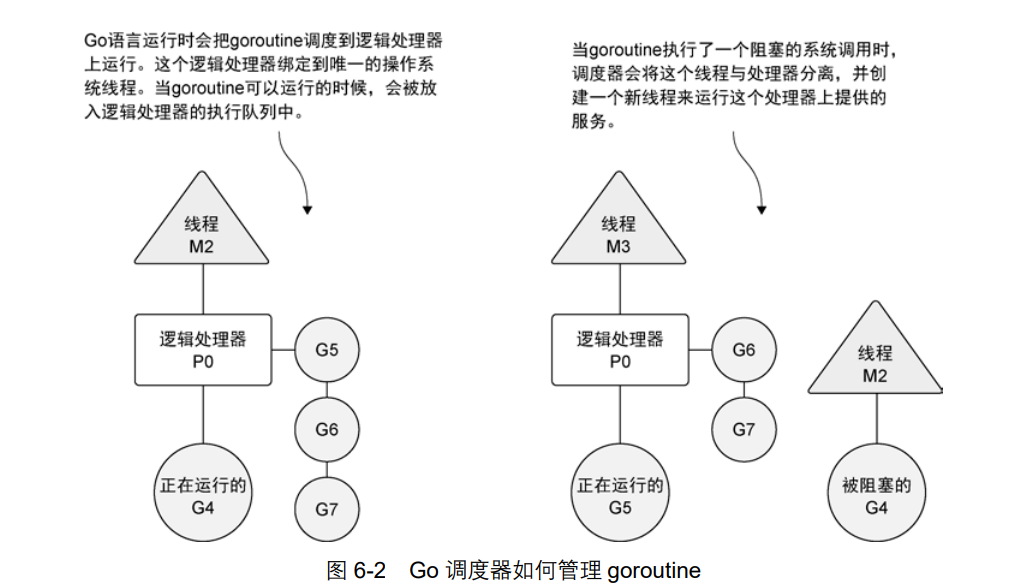 Go语言运行时会把goroutine调度到逻辑处理器
上运行。这个逻辑处理器绑定到唯一的操作系
统线程。当goroutine可以运行的时候，会被放
入逻辑处理器的执行队列中。
当goroutine执行了一个阻塞的系统调用时，
调度器会将这个线程与处理器分离，并创
建一个新线程来运行这个处理器上提供的
服务。
线程
M2
逻辑处理器
P0
G5
G6
G7
正在运行的
G4
线程
M3
逻辑处理器
P0
G6
G7
正在运行的
G5
线程
M2
被阻塞的
G4
图 6-2 Go 调度器如何管理 goroutine